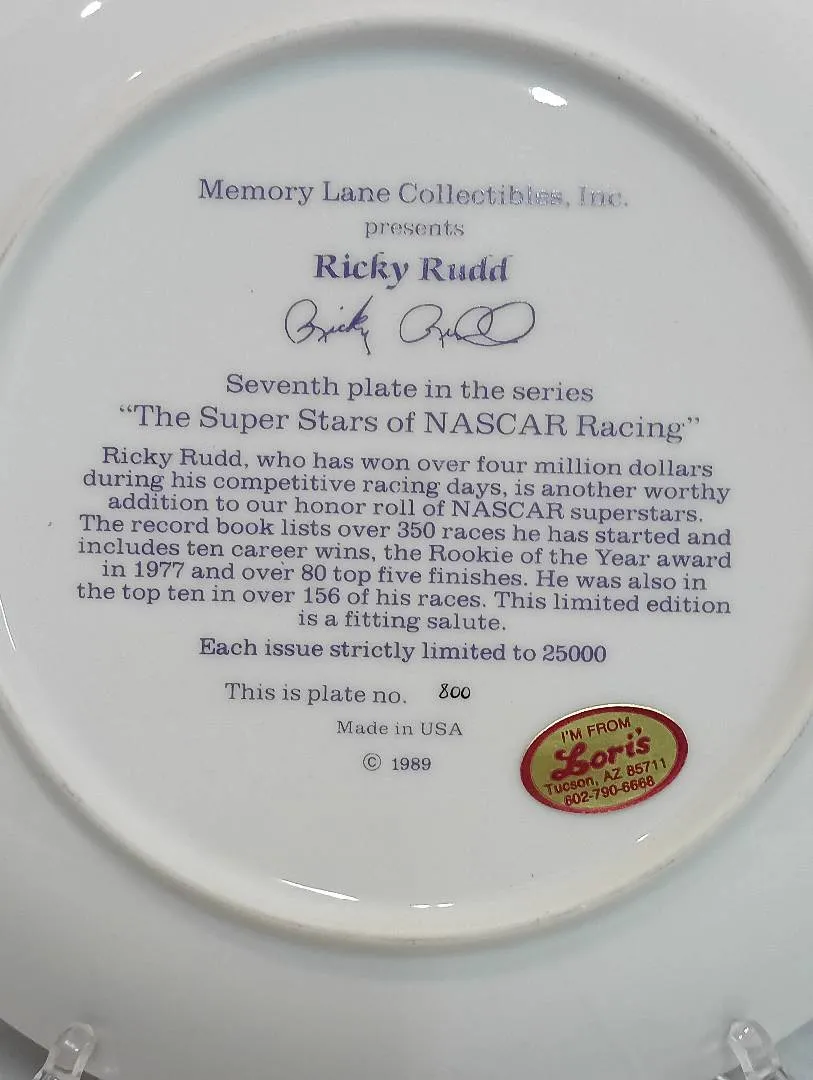 Memory Lane Collectibles, Inc.
presents
Ricky Rudd
Ricky Rudd
Seventh plate in the series
“The Super Stars of NASCAR Racing”
Ricky Rudd, who has won over four million dollars
during his competitive racing days, is another worthy
addition to our honor roll of NASCAR superstars.
The record book lists over 350 races he has started and
includes ten career wins, the Rookie of the Year award
in 1977 and over 80 top five finishes. He was also in
the top ten in over 156 of his races. This limited edition
is a fitting salute.
Each issue strictly limited to 25000
This is plate no. 800
Made in USA
© 1989
I'M FROM
Lori's
Tucson, AZ 85711
602-790-6668